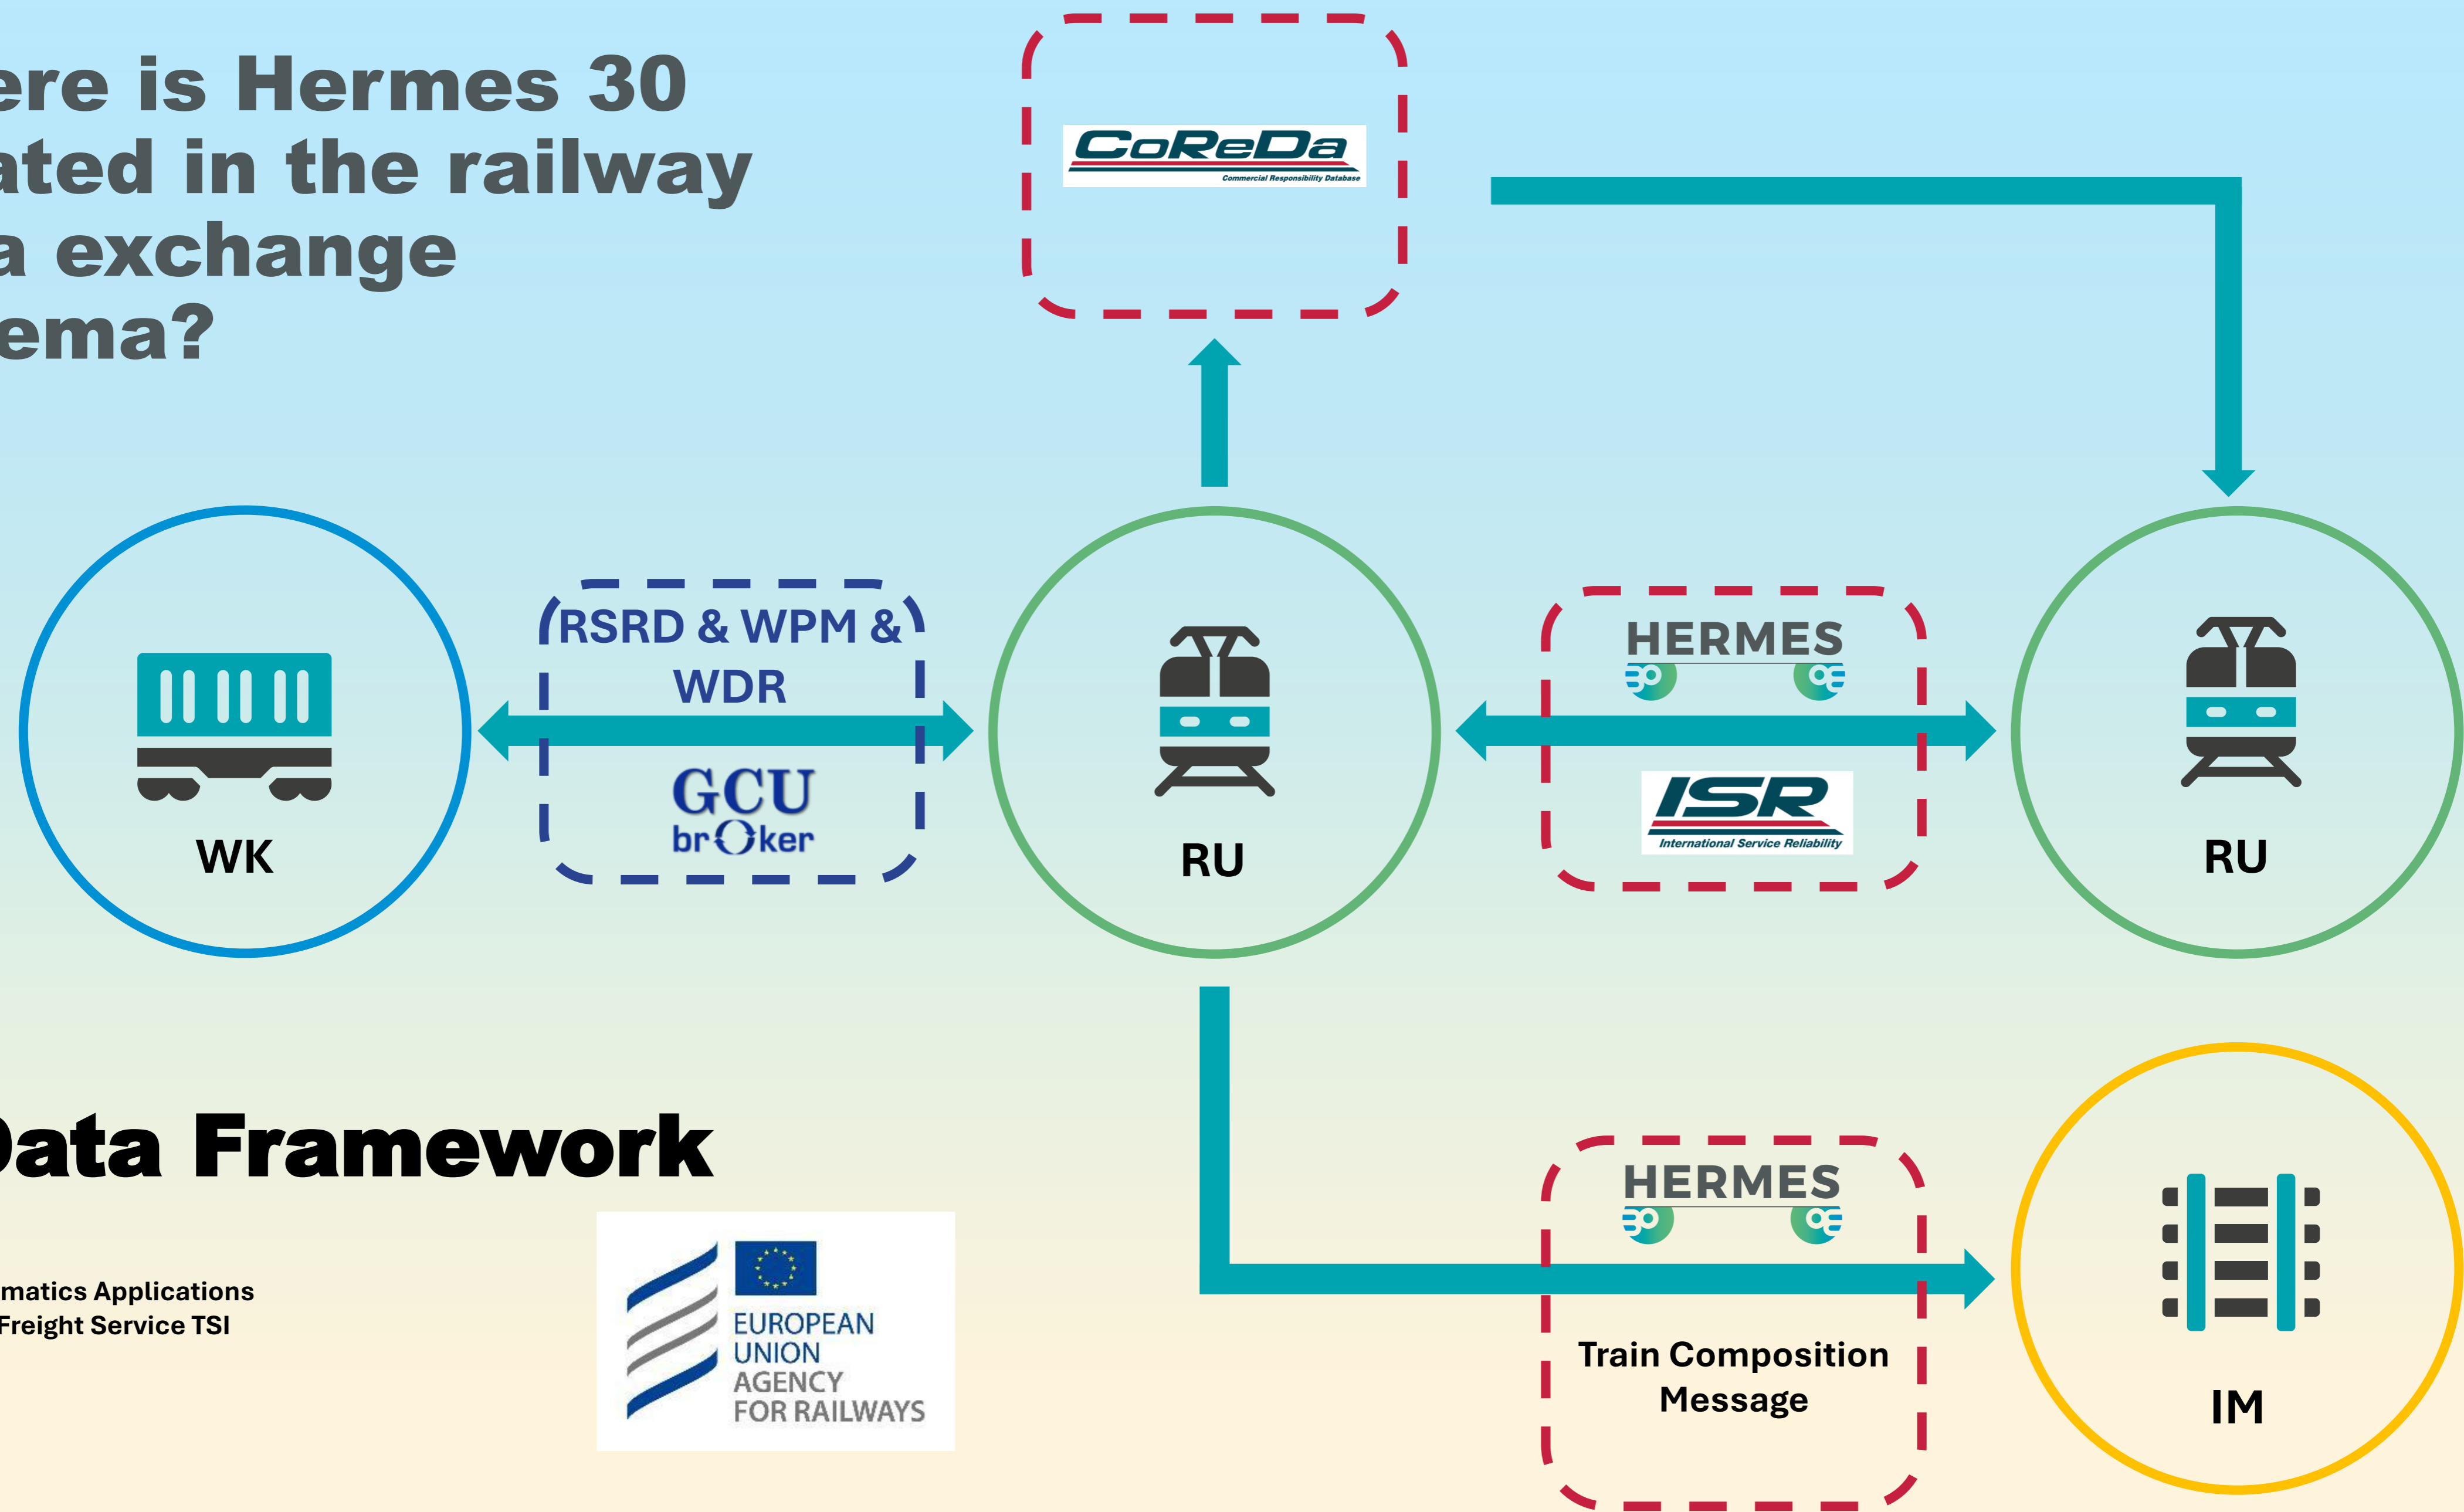 ere is Hermes 30
ated in the railway
a exchange
ema?
CoReDa
Commercial Responsibility Database
RSRD & WPM &
WDR
GCU
broker
WK
RU
HERMES
ISR
International Service Reliability
RU
Data Framework
matics Applications
Freight Service TSI
EUROPEAN
UNION
AGENCY
FOR RAILWAYS
HERMES
Train Composition
Message
IM